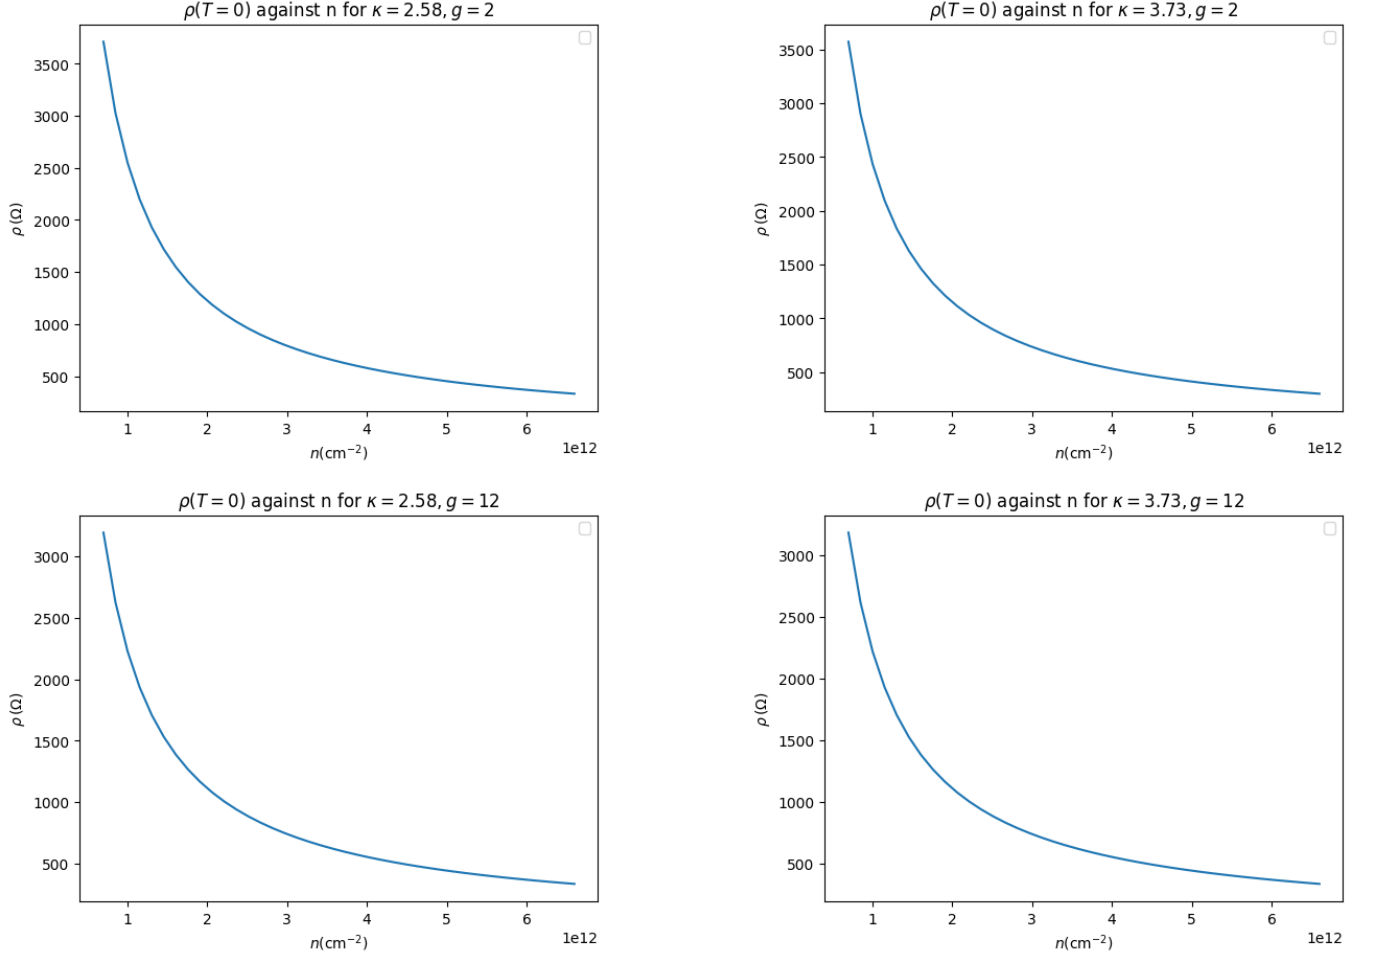 ρ(T = 0) against n for κ = 2.58, g = 2
3500
3000
2500
2000
1500
1000
500
ρ (Ω)
1 2 3 4 5 6
1e12
n(cm⁻²)
ρ(T = 0) against n for κ = 3.73, g = 2
3500
3000
2500
2000
1500
1000
500
ρ (Ω)
1 2 3 4 5 6
1e12
n(cm⁻²)
ρ(T = 0) against n for κ = 2.58, g = 12
3000
2500
2000
1500
1000
500
ρ (Ω)
1 2 3 4 5 6
1e12
n(cm⁻²)
ρ(T = 0) against n for κ = 3.73, g = 12
3000
2500
2000
1500
1000
500
ρ (Ω)
1 2 3 4 5 6
1e12
n(cm⁻²)